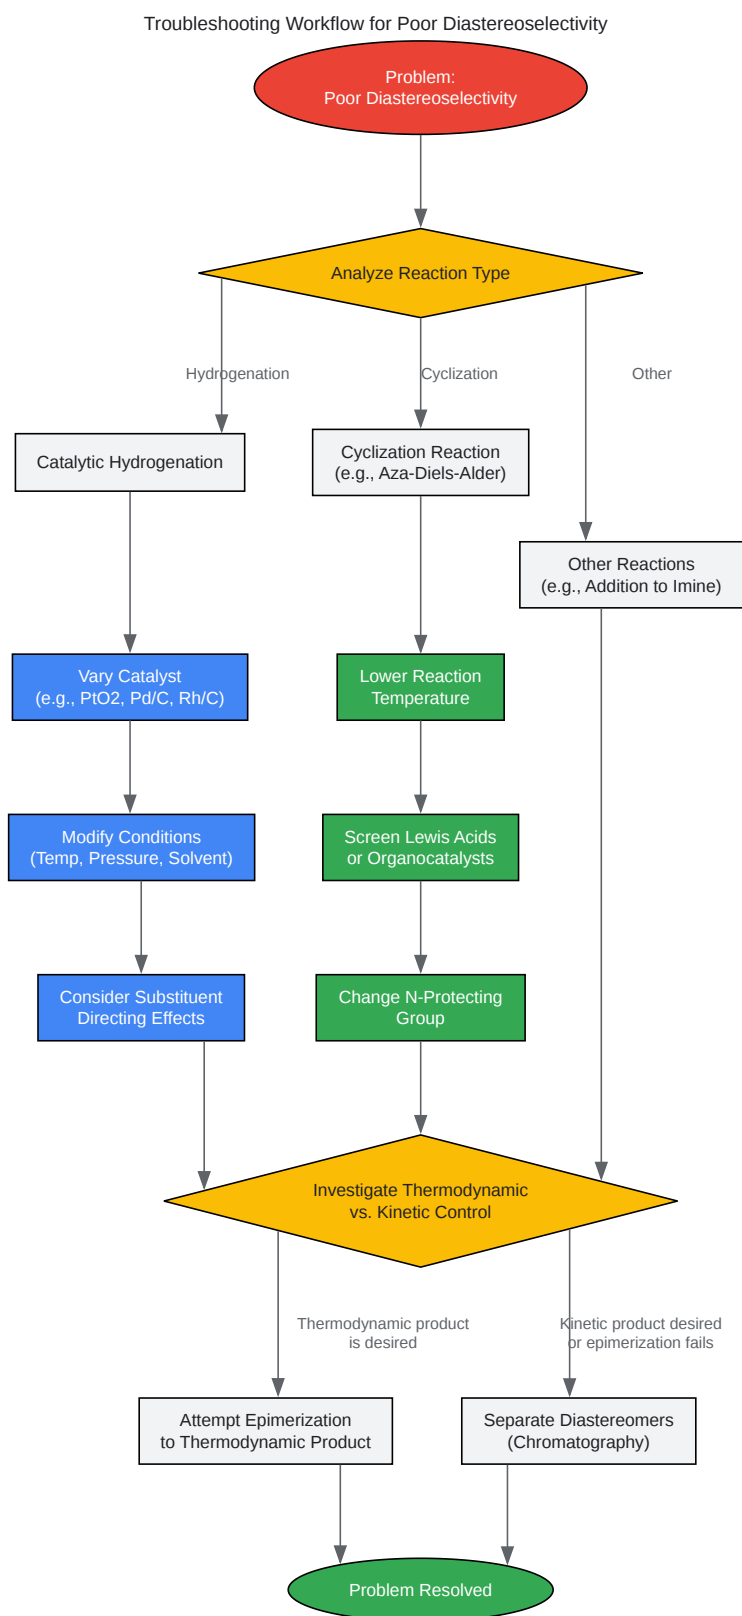 Troubleshooting Workflow for Poor Diastereoselectivity
Problem:
Poor Diastereoselectivity
Analyze Reaction Type
Hydrogenation
Cyclization
Other
Catalytic Hydrogenation
Cyclization Reaction
(e.g., Aza-Diels-Alder)
Other Reactions
(e.g., Addition to Imine)
Vary Catalyst
(e.g., PtO2, Pd/C, Rh/C)
Lower Reaction
Temperature
Modify Conditions
(Temp, Pressure, Solvent)
Screen Lewis Acids
or Organocatalysts
Consider Substituent
Directing Effects
Change N-Protecting
Group
Investigate Thermodynamic
vs. Kinetic Control
Thermodynamic product
is desired
Kinetic product desired
or epimerization fails
Attempt Epimerization
to Thermodynamic Product
Separate Diastereomers
(Chromatography)
Problem Resolved